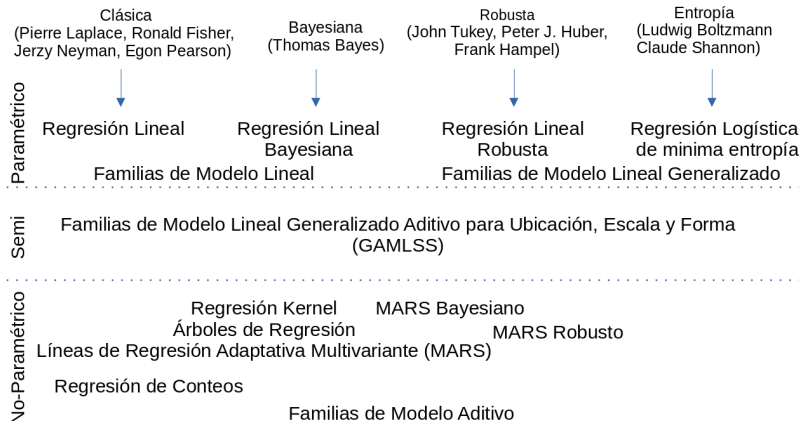 Clásica
(Pierre Laplace, Ronald Fisher,
Jerzy Neyman, Egon Pearson)
Bayesiana
(Thomas Bayes)
Robusta
(John Tukey, Peter J. Huber,
Frank Hampel)
Entropía
(Ludwig Boltzmann
Claude Shannon)
Paramétrico
Regresión Lineal
Regresión Lineal
Bayesiana
Regresión Lineal
Robusta
Regresión Logística
de minima entropía
Familias de Modelo Lineal
Familias de Modelo Lineal Generalizado
Semi
Familias de Modelo Lineal Generalizado Aditivo para Ubicación, Escala y Forma
(GAMLSS)
No-Paramétrico
Regresión Kernel
MARS Bayesiano
Árboles de Regresión
MARS Robusto
Líneas de Regresión Adaptativa Multivariante (MARS)
Regresión de Conteos
Familias de Modelo Aditivo